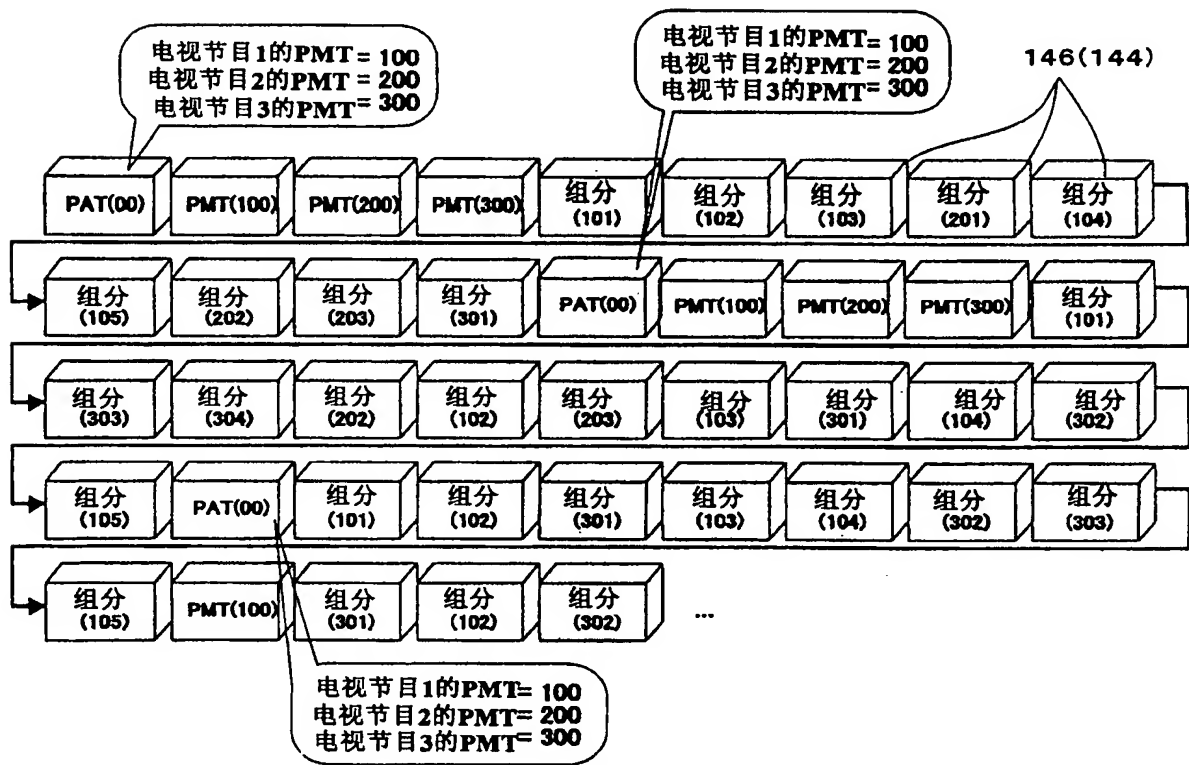 电视节目1的PMT= 100
电视节目2的PMT= 200
电视节目3的PMT= 300
电视节目1的PMT= 100
电视节目2的PMT= 200
电视节目3的PMT= 300
146(144)
PAT(00) PMT(100) PMT(200) PMT(300) 组分(101) 组分(102) 组分(103) 组分(201) 组分(104)
组分(105) 组分(202) 组分(203) 组分(301) PAT(00) PMT(100) PMT(200) PMT(300) 组分(101)
组分(303) 组分(304) 组分(202) 组分(102) 组分(203) 组分(103) 组分(301) 组分(104) 组分(302)
组分(105) PAT(00) 组分(101) 组分(102) 组分(301) 组分(103) 组分(104) 组分(302) 组分(303)
组分(105) PMT(100) 组分(301) 组分(102) 组分(302) ...
电视节目1的PMT= 100
电视节目2的PMT= 200
电视节目3的PMT= 300